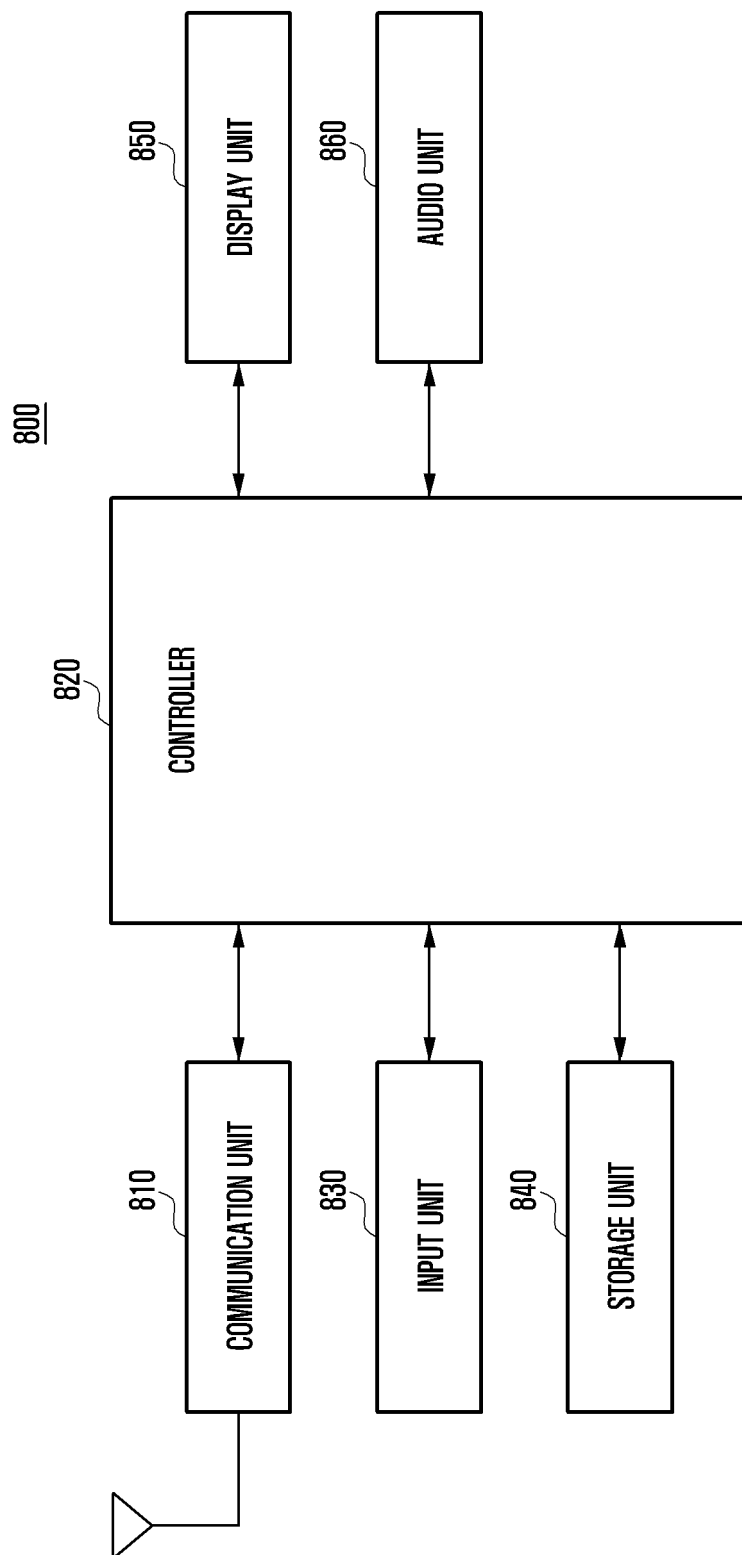 800
820
CONTROLLER
810
COMMUNICATION UNIT
850
DISPLAY UNIT
830
INPUT UNIT
860
AUDIO UNIT
840
STORAGE UNIT